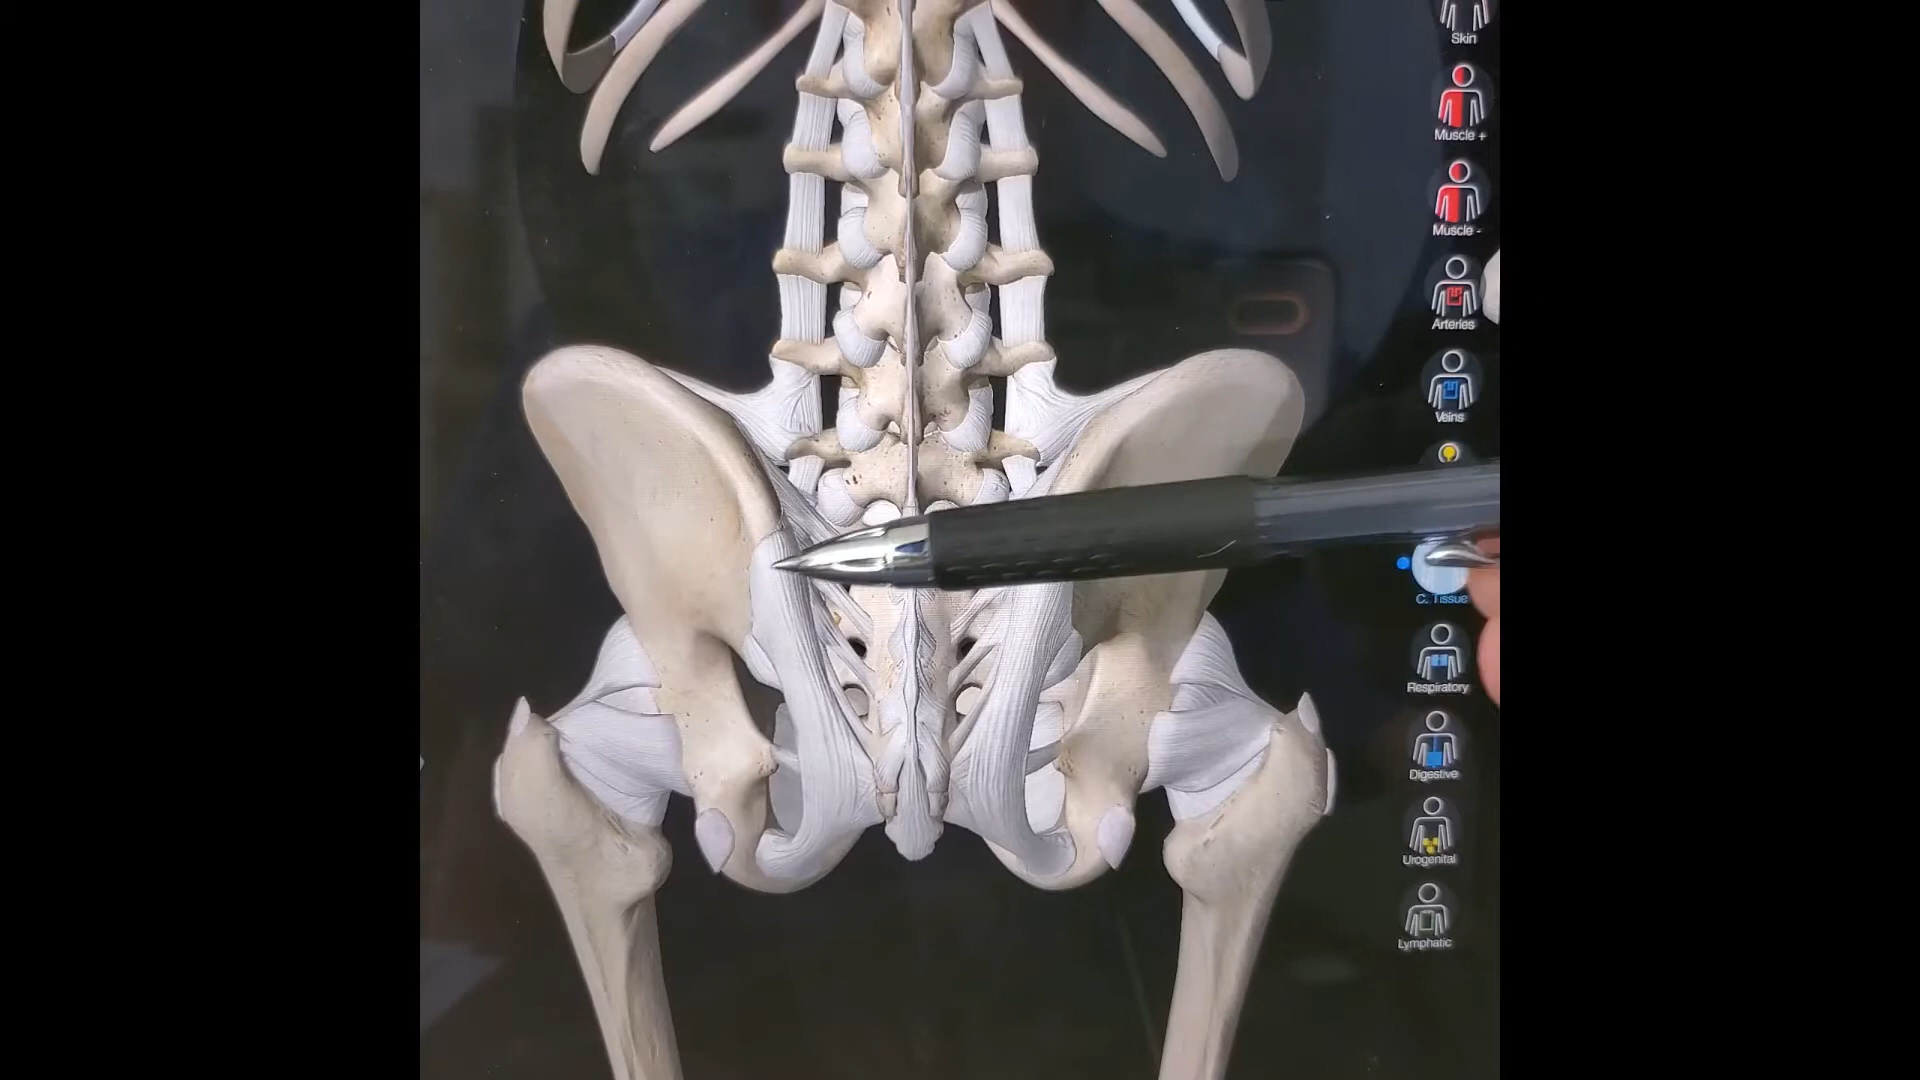 Skin
Muscle +
Muscle -
Arteries
Veins
C. Tissue
Respiratory
Digestive
Urogenital
Lymphatic